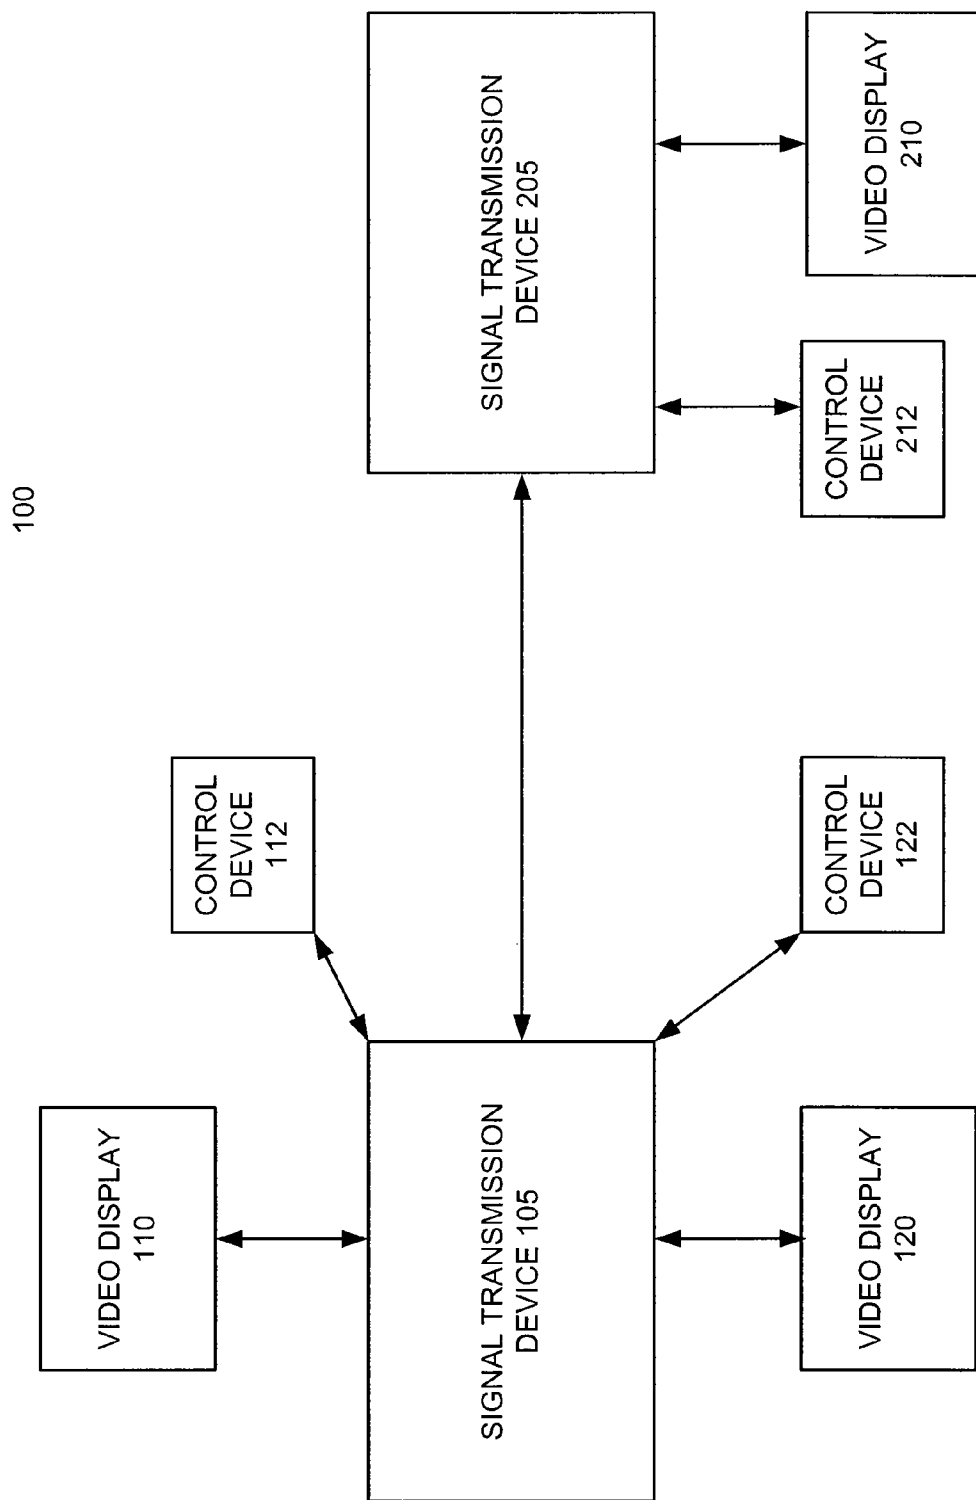 100
VIDEO DISPLAY
110
CONTROL
DEVICE
112
SIGNAL TRANSMISSION
DEVICE 105
SIGNAL TRANSMISSION
DEVICE 205
VIDEO DISPLAY
120
CONTROL
DEVICE
122
CONTROL
DEVICE
212
VIDEO DISPLAY
210